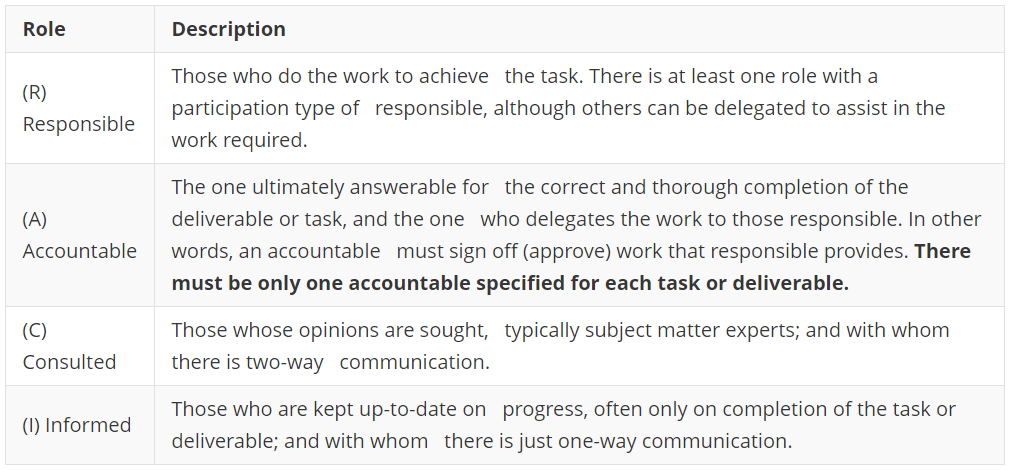 Role Description
(R)
Responsible
Those who do the work to achieve the task. There is at least one role with a
participation type of responsible, although others can be delegated to assist in the
work required.
(A)
Accountable
The one ultimately answerable for the correct and thorough completion of the
deliverable or task, and the one who delegates the work to those responsible. In other
words, an accountable must sign off (approve) work that responsible provides. There
must be only one accountable specified for each task or deliverable.
(C)
Consulted
Those whose opinions are sought, typically subject matter experts; and with whom
there is two-way communication.
(I) Informed
Those who are kept up-to-date on progress, often only on completion of the task or
deliverable; and with whom there is just one-way communication.